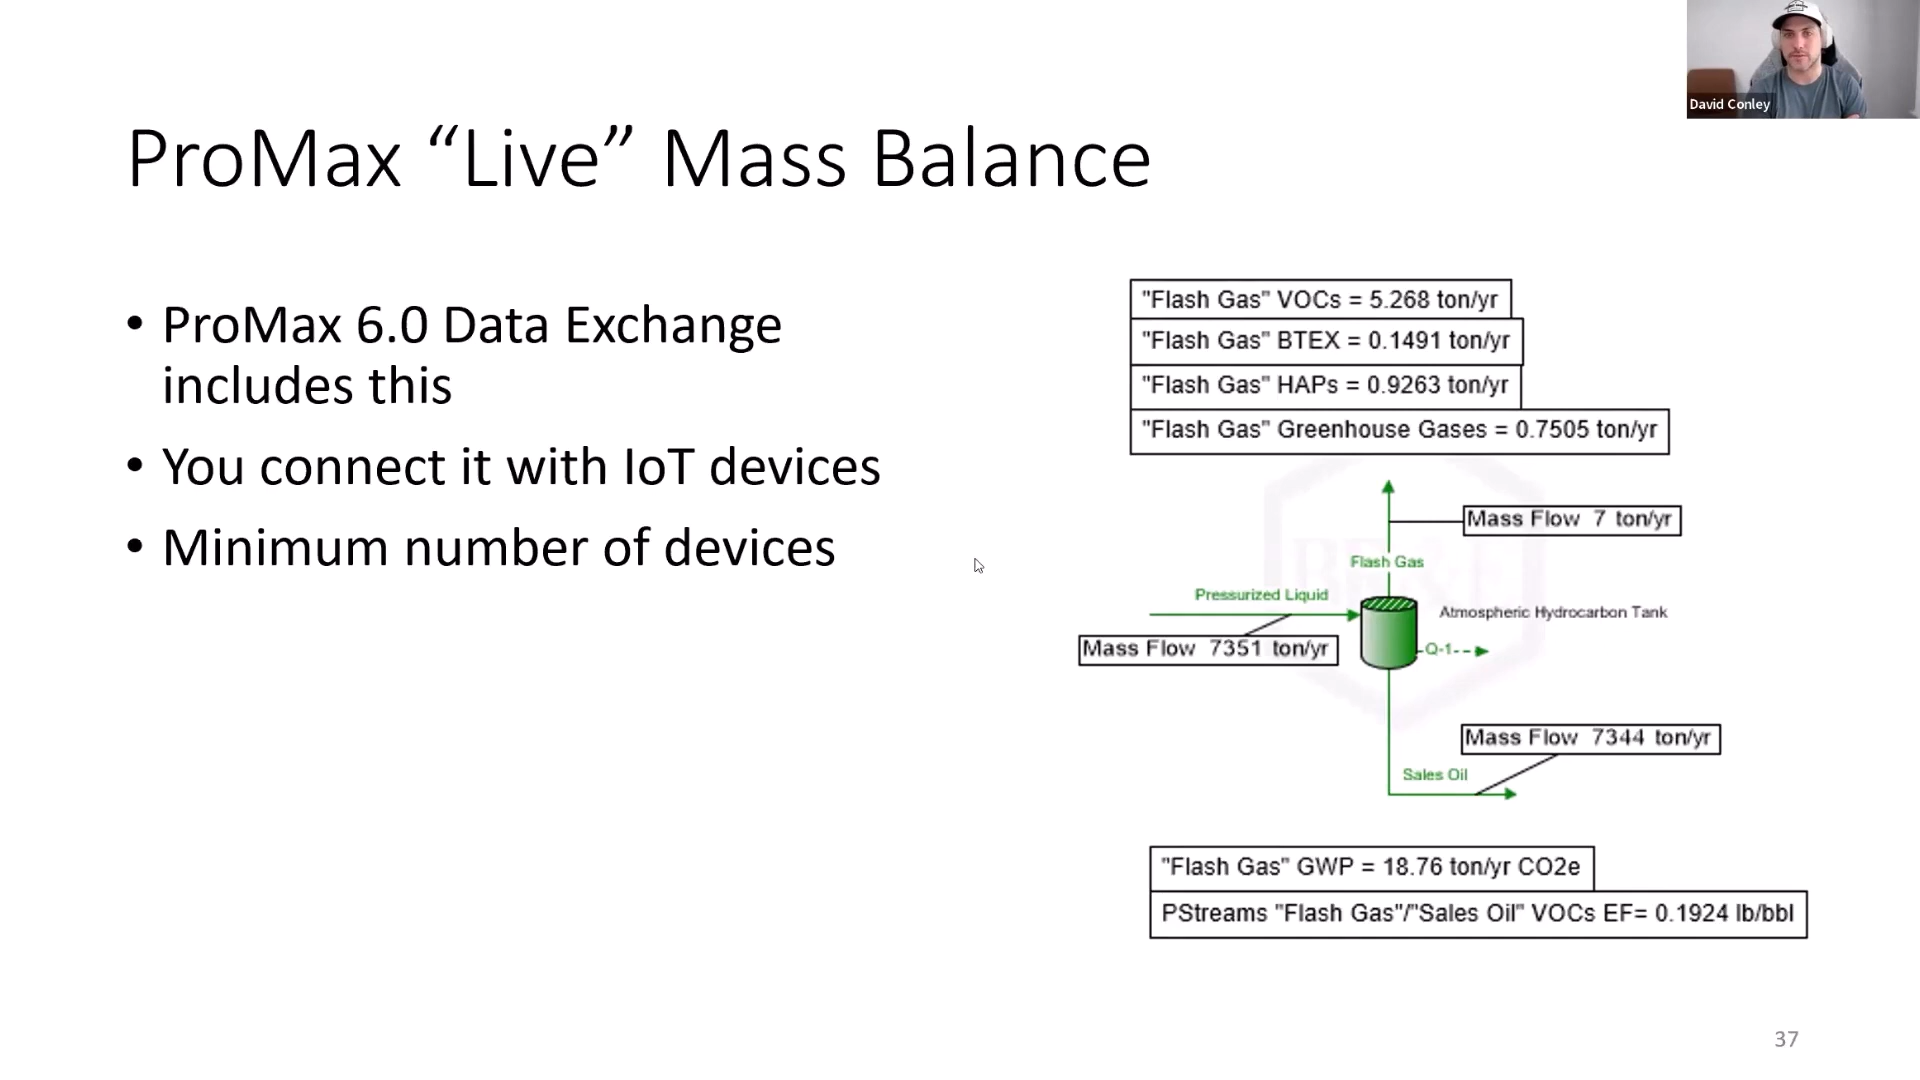 David Conley
ProMax “Live” Mass Balance
• ProMax 6.0 Data Exchange
includes this
• You connect it with IoT devices
• Minimum number of devices
"Flash Gas" VOCs = 5.268 ton/yr
"Flash Gas" BTEX = 0.1491 ton/yr
"Flash Gas" HAPs = 0.9263 ton/yr
"Flash Gas" Greenhouse Gases = 0.7505 ton/yr
Mass Flow 7 ton/yr
Flash Gas
Pressurized Liquid
Atmospheric Hydrocarbon Tank
Mass Flow 7351 ton/yr
Q-1
Mass Flow 7344 ton/yr
Sales Oil
"Flash Gas" GWP = 18.76 ton/yr CO2e
PStreams "Flash Gas"/"Sales Oil" VOCs EF= 0.1924 lb/bbl
37